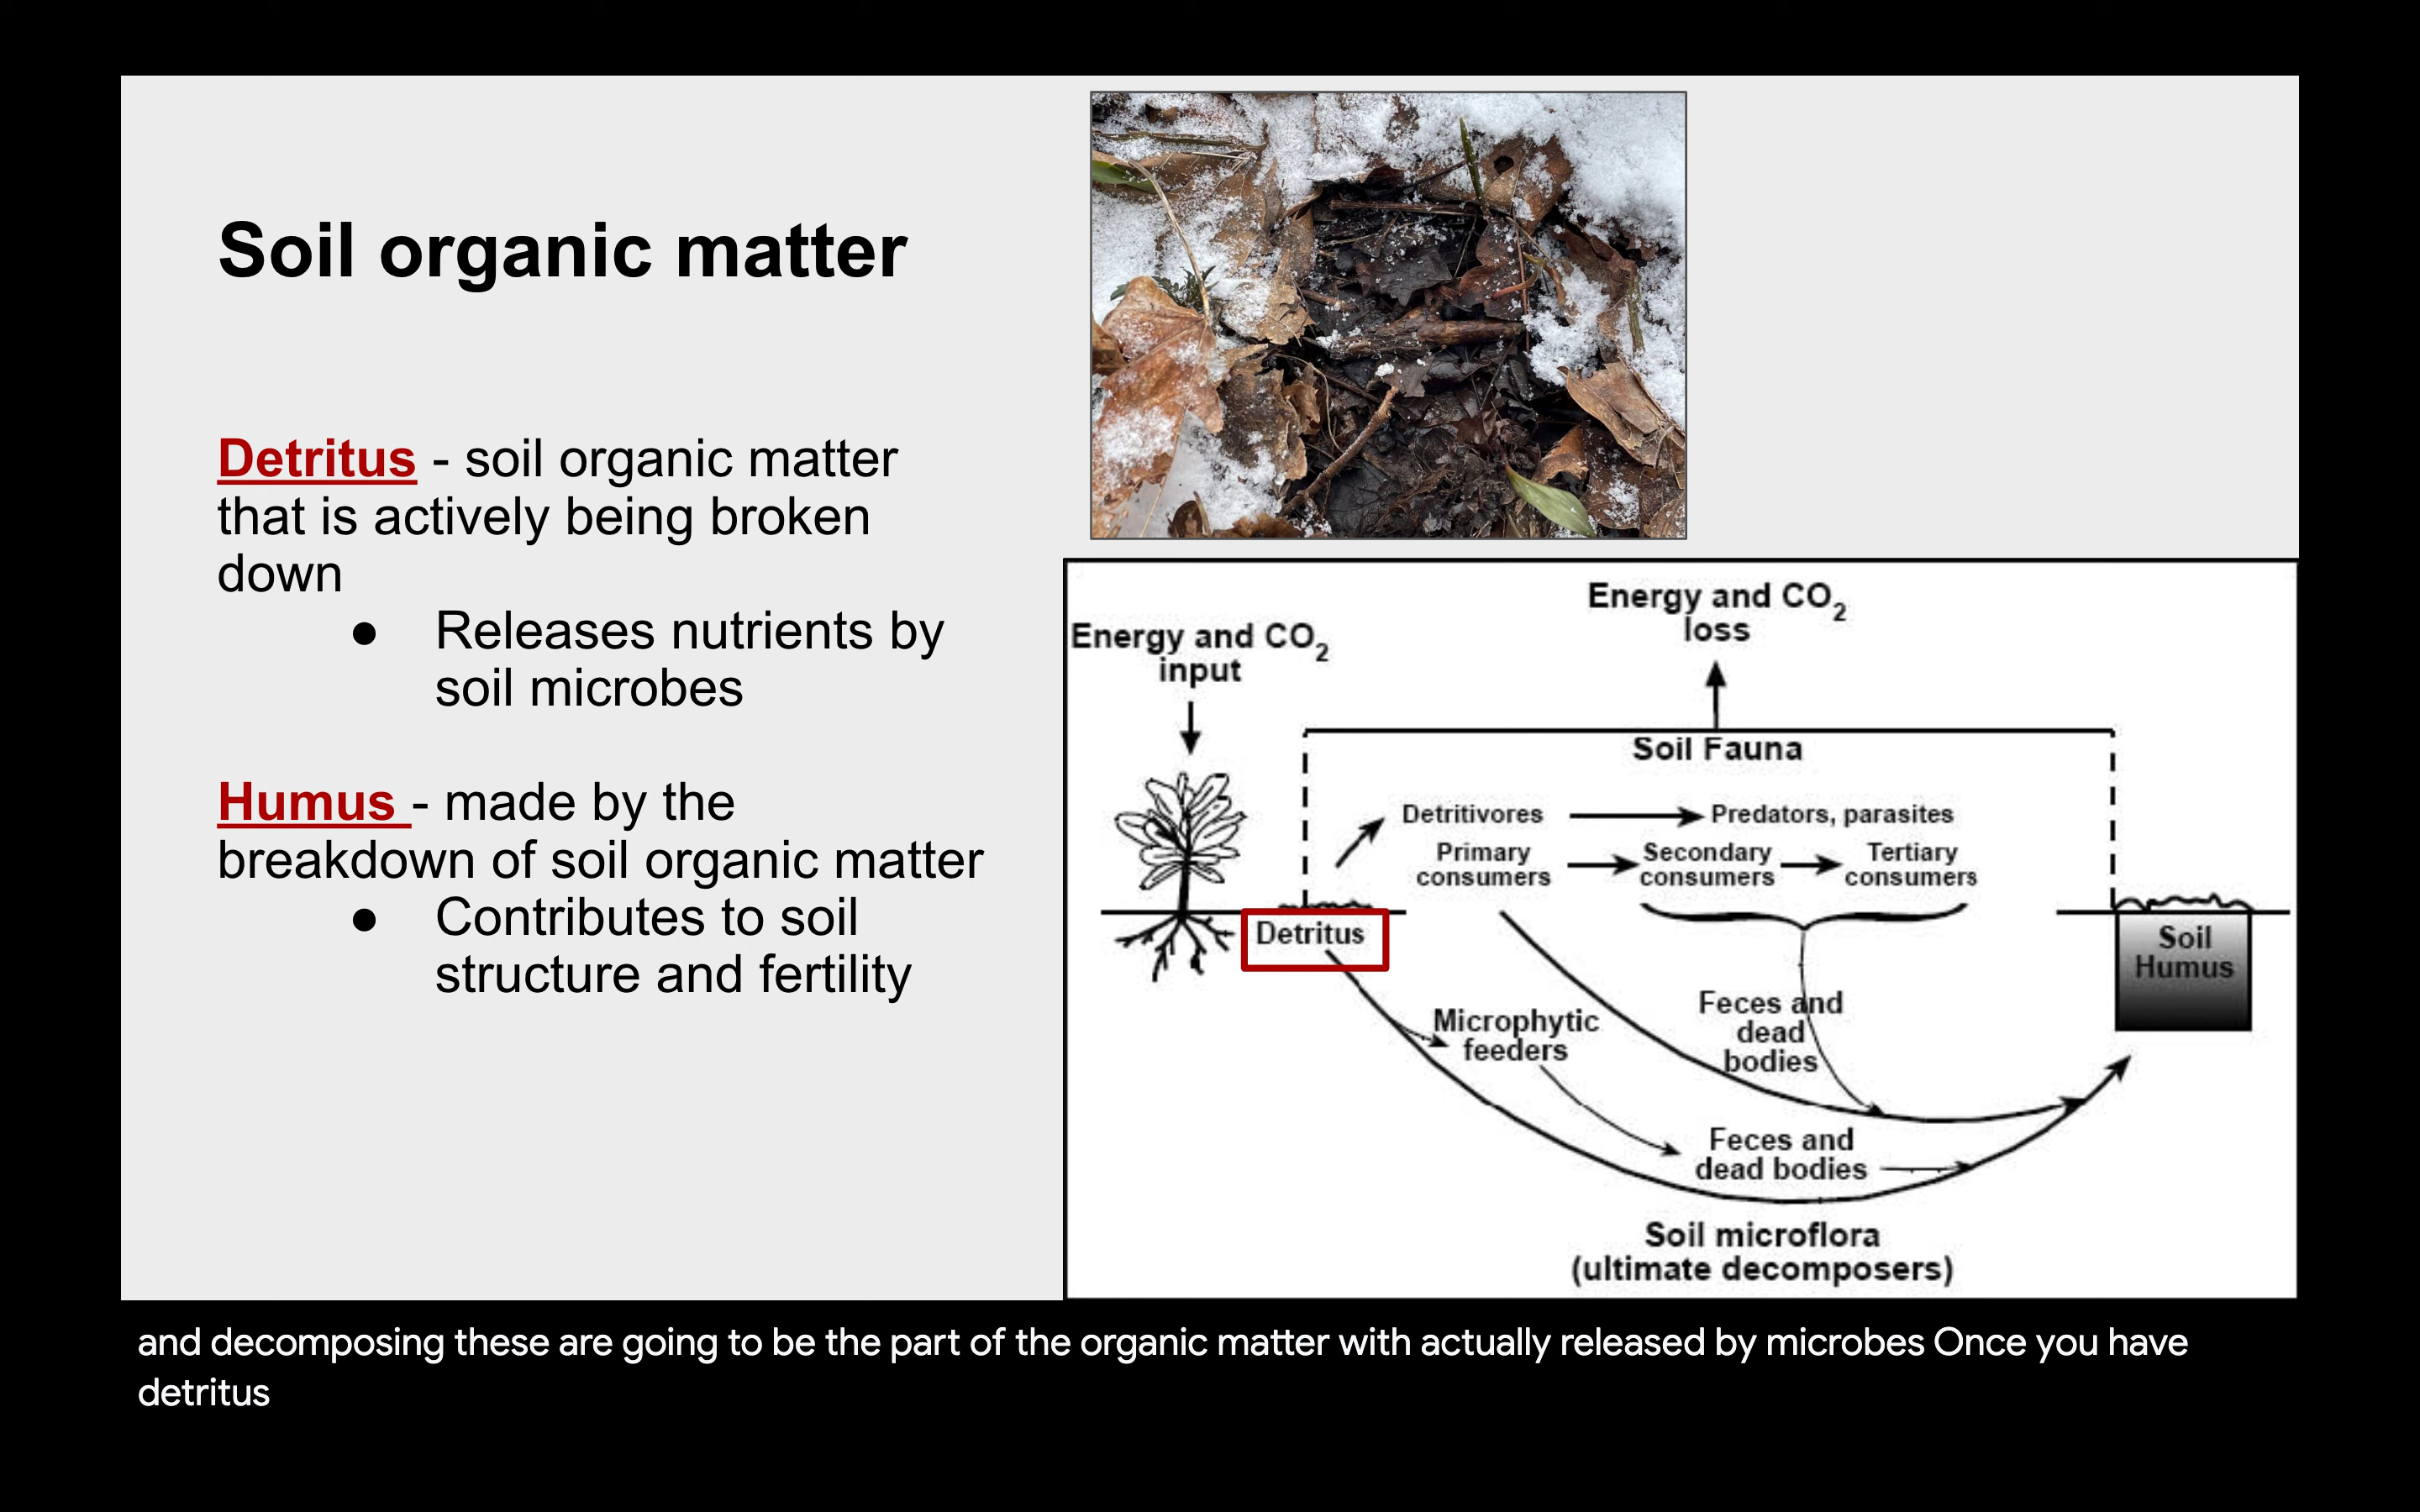 Soil organic matter
Detritus - soil organic matter
that is actively being broken
down
● Releases nutrients by
soil microbes
Humus - made by the
breakdown of soil organic matter
● Contributes to soil
structure and fertility
Energy and CO2
input
Energy and CO2
loss
Soil Fauna
Detritivores
Predators, parasites
Primary
consumers
Secondary
consumers
Tertiary
consumers
Detritus
Soil
Humus
Microphytic
feeders
Feces and
dead
bodies
Feces and
dead bodies
Soil microflora
(ultimate decomposers)
and decomposing these are going to be the part of the organic matter with actually released by microbes Once you have
detritus